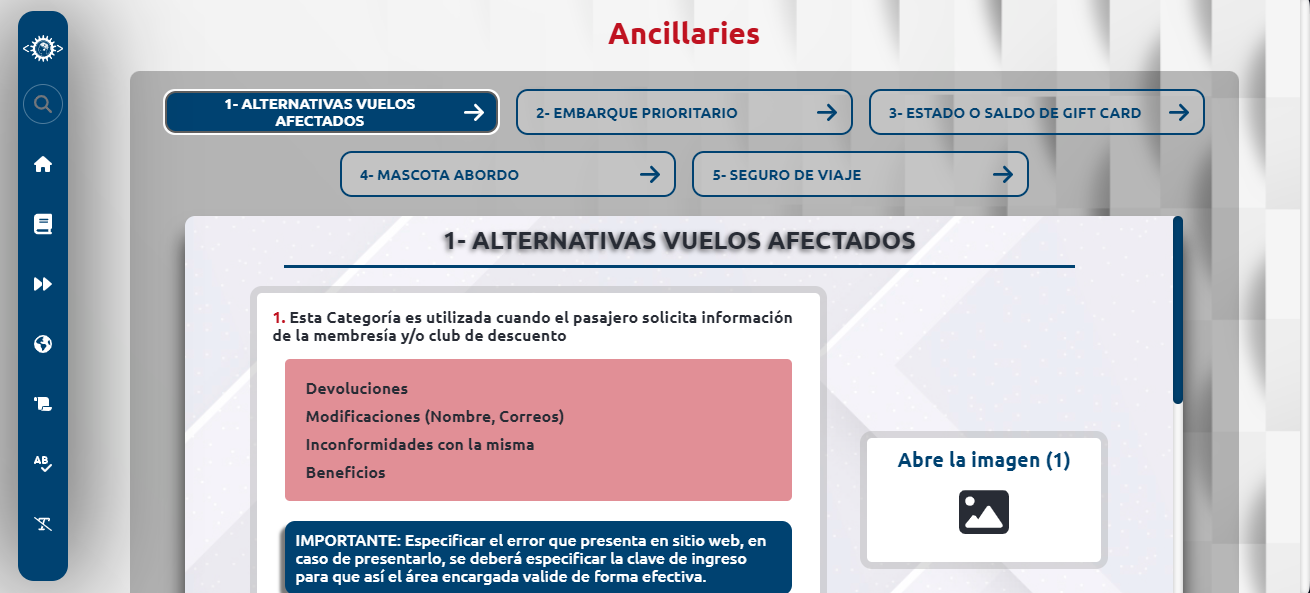 Ancillaries
1- ALTERNATIVAS VUELOS
AFECTADOS
2- EMBARQUE PRIORITARIO
3- ESTADO O SALDO DE GIFT CARD
4- MASCOTA ABORDO
5- SEGURO DE VIAJE
1- ALTERNATIVAS VUELOS AFECTADOS
1. Esta Categoría es utilizada cuando el pasajero solicita información
de la membresía y/o club de descuento
Devoluciones
Modificaciones (Nombre, Correos)
Inconformidades con la misma
Beneficios
IMPORTANTE: Especificar el error que presenta en sitio web, en
caso de presentarlo, se deberá especificar la clave de ingreso
para que así el área encargada valide de forma efectiva.
Abre la imagen (1)
AB